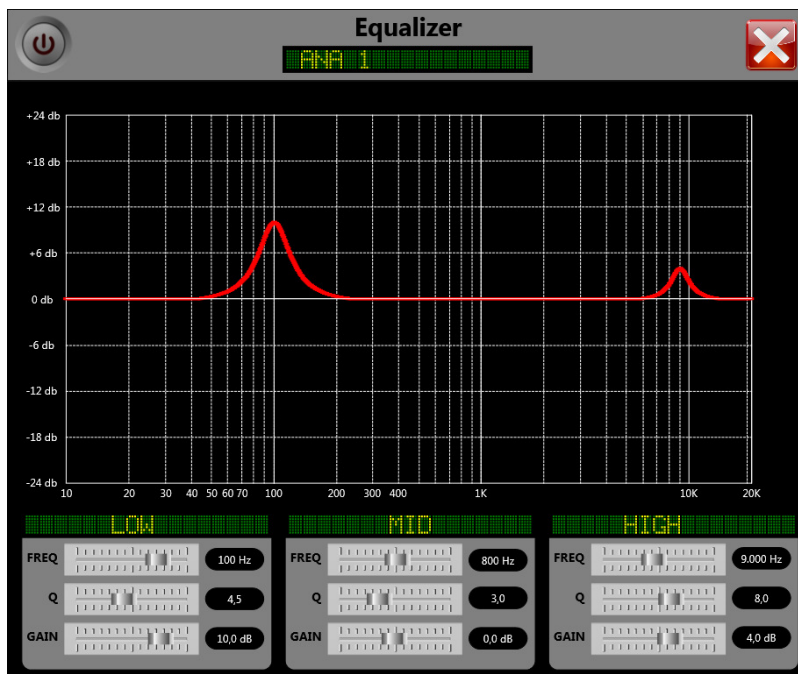 Equalizer
ANA 1
+24 db
+18 db
+12 db
+6 db
0 db
-6 db
-12 db
-18 db
-24 db
10 20 30 40 50 60 70 100 200 300 400 1K 10K 20K
LOW MID HIGH
FREQ 100 Hz FREQ 800 Hz FREQ 9.000 Hz
Q 4,5 Q 3,0 Q 8,0
GAIN 10,0 dB GAIN 0,0 dB GAIN 4,0 dB